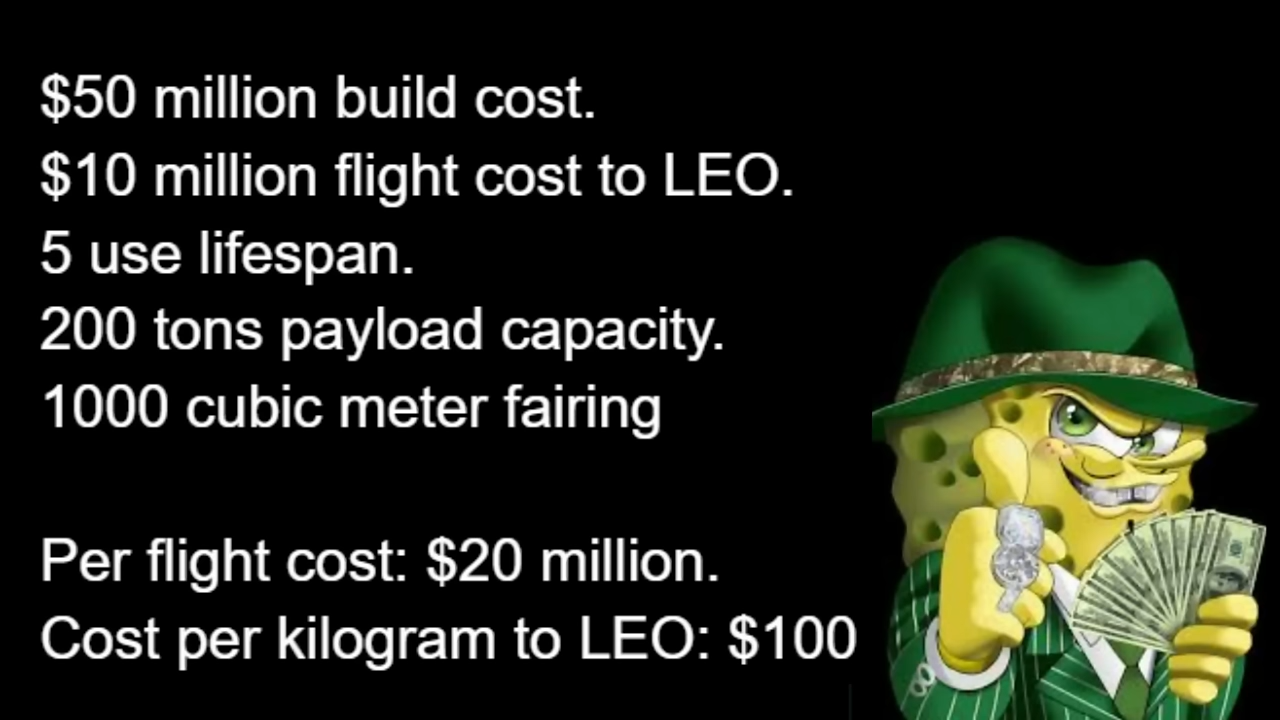 $50 million build cost.
$10 million flight cost to LEO.
5 use lifespan.
200 tons payload capacity.
1000 cubic meter fairing
Per flight cost: $20 million.
Cost per kilogram to LEO: $100